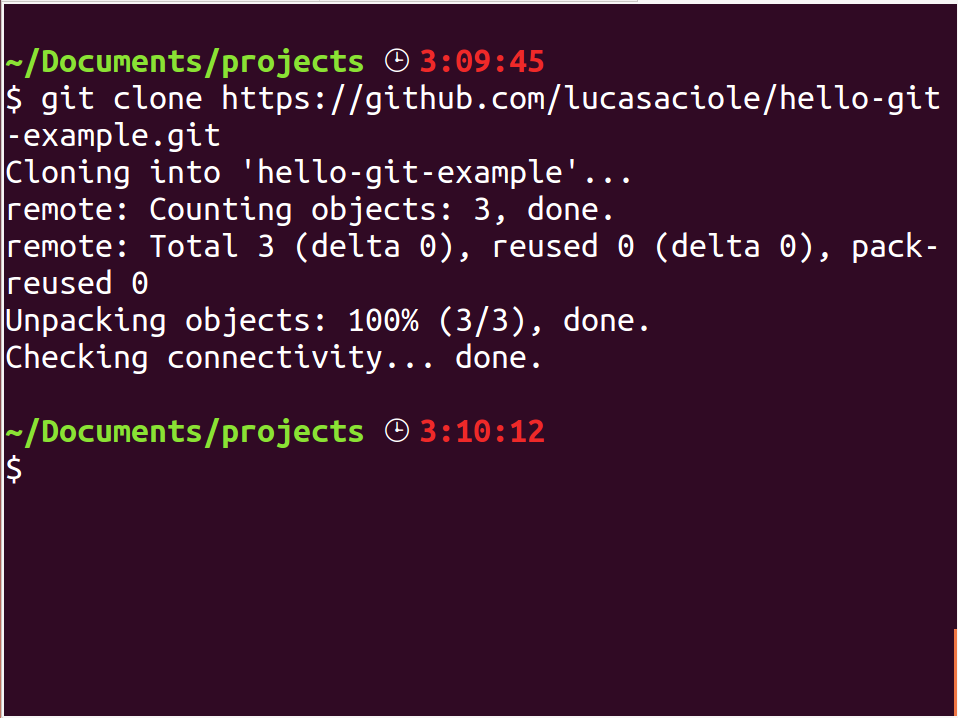 ~/Documents/projects 🕒 3:09:45
$ git clone https://github.com/lucasaciole/hello-git
-example.git
Cloning into 'hello-git-example'...
remote: Counting objects: 3, done.
remote: Total 3 (delta 0), reused 0 (delta 0), pack-
reused 0
Unpacking objects: 100% (3/3), done.
Checking connectivity... done.
~/Documents/projects 🕒 3:10:12
$